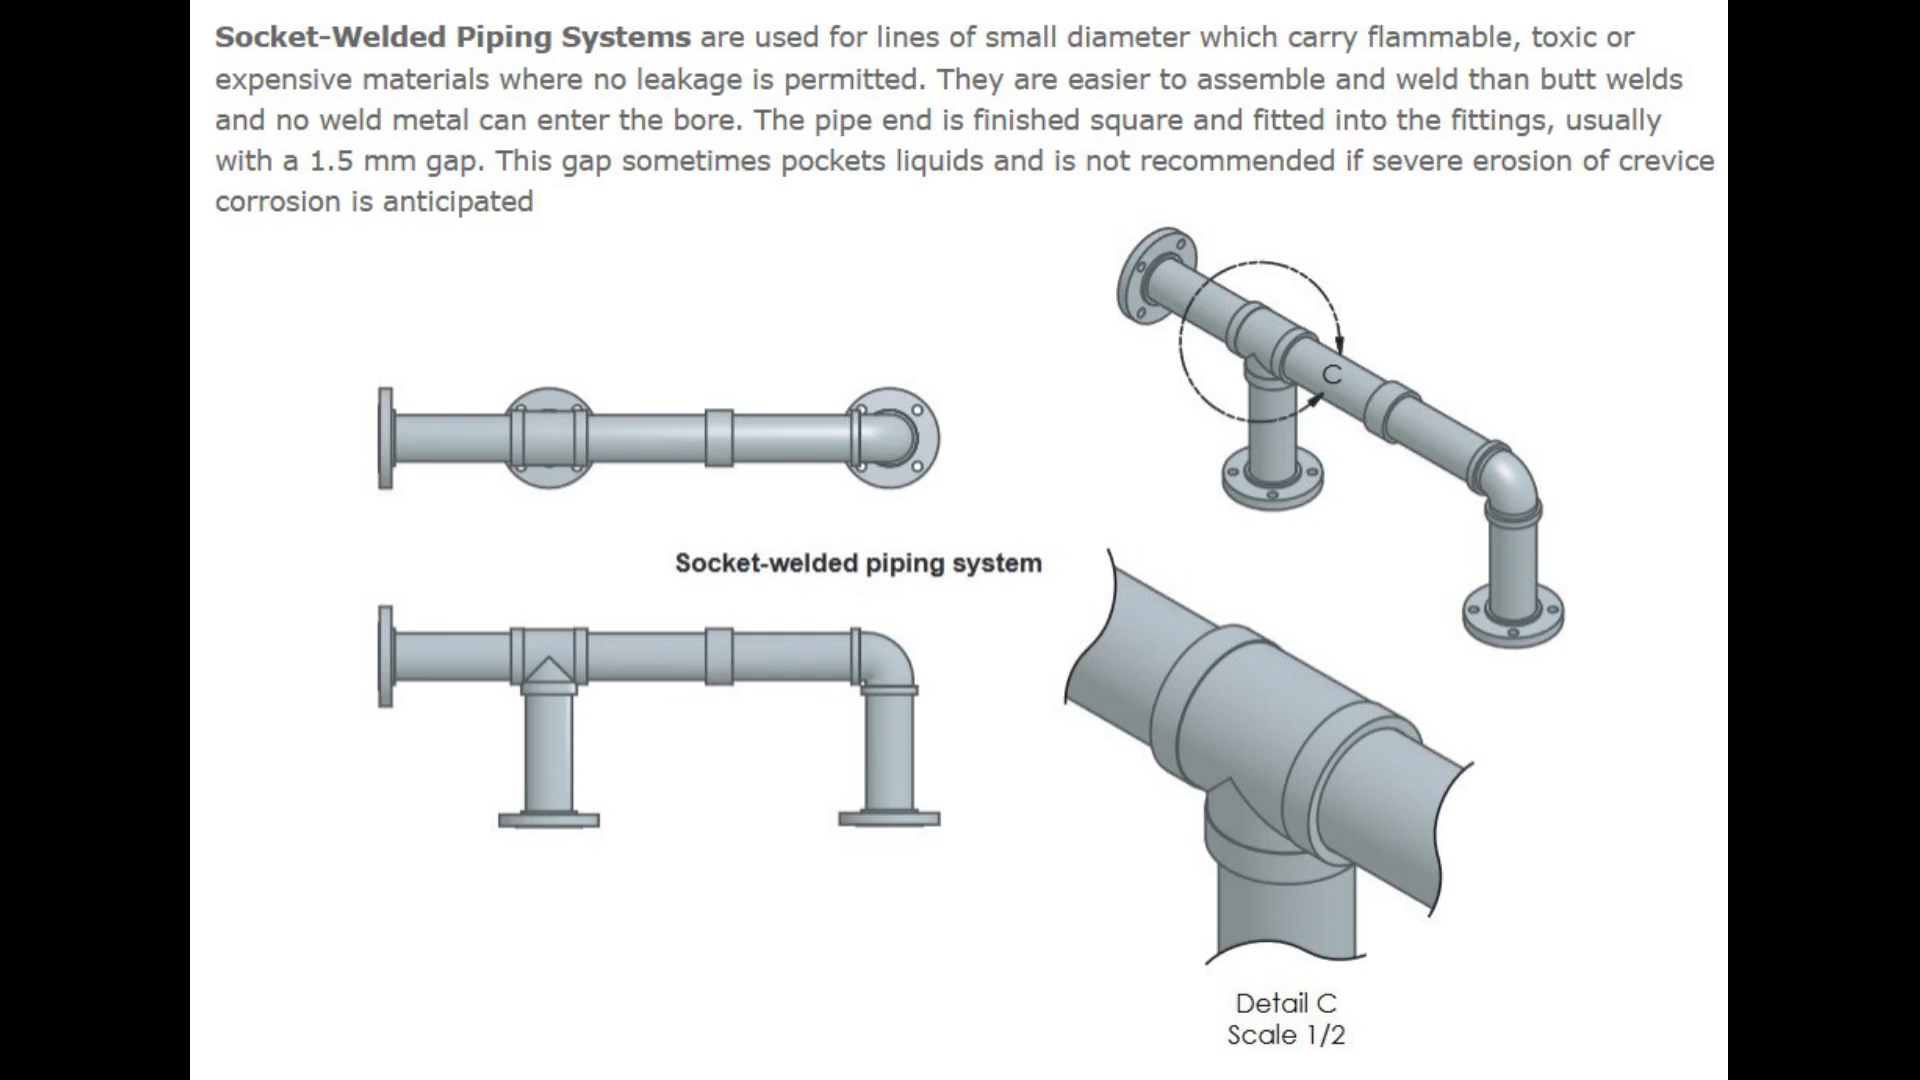 Socket-Welded Piping Systems are used for lines of small diameter which carry flammable, toxic or
expensive materials where no leakage is permitted. They are easier to assemble and weld than butt welds
and no weld metal can enter the bore. The pipe end is finished square and fitted into the fittings, usually
with a 1.5 mm gap. This gap sometimes pockets liquids and is not recommended if severe erosion of crevice
corrosion is anticipated
C
Socket-welded piping system
Detail C
Scale 1/2